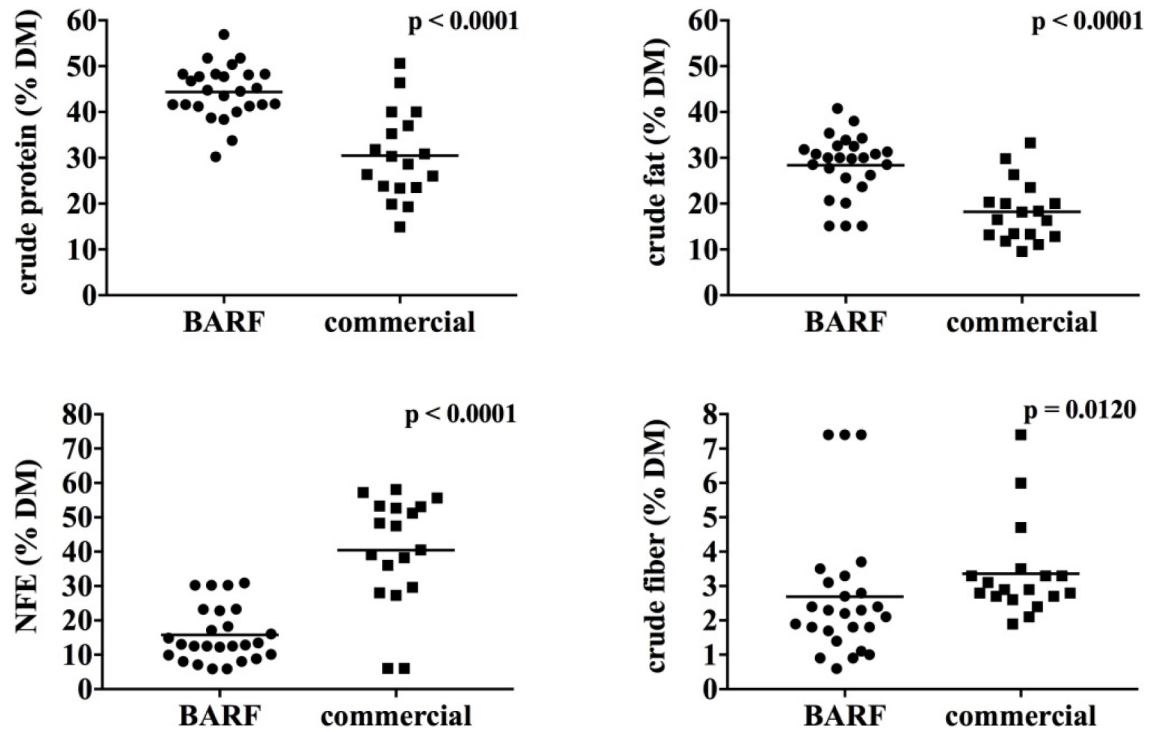 crude protein (% DM)
60
50
40
30
20
10
0
p < 0.0001
BARF
commercial
crude fat (% DM)
60
50
40
30
20
10
0
p < 0.0001
BARF
commercial
NFE (% DM)
80
70
60
50
40
30
20
10
0
p < 0.0001
BARF
commercial
crude fiber (% DM)
8
7
6
5
4
3
2
1
0
p = 0.0120
BARF
commercial